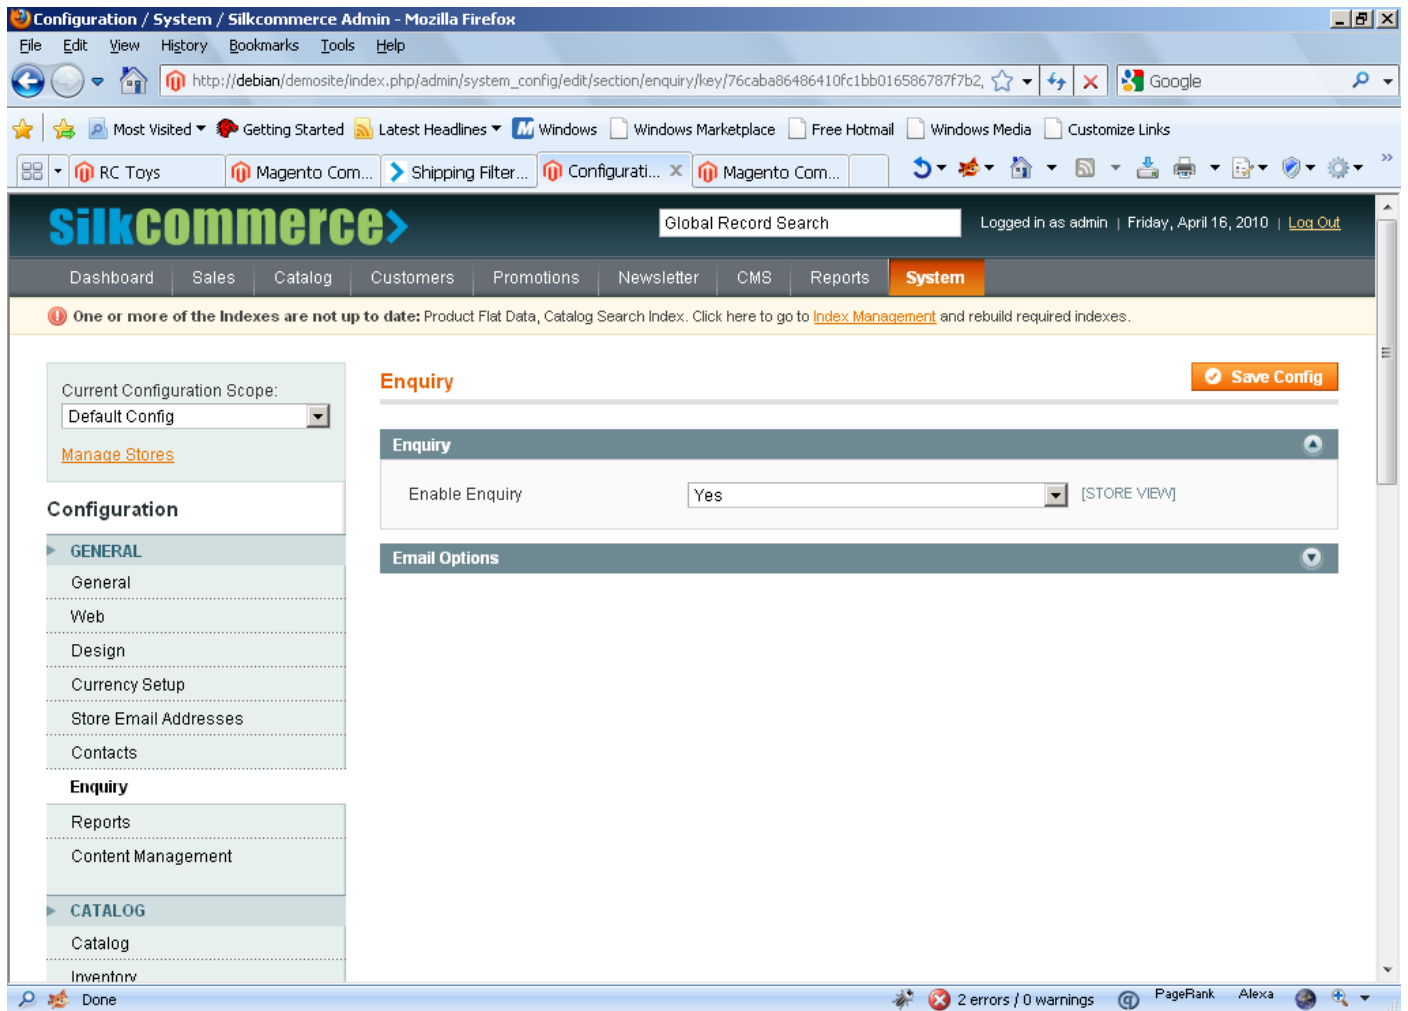 Configuration / System / Silkcommerce Admin - Mozilla Firefox
File Edit View History Bookmarks Tools Help
http://debian/demosite/index.php/admin/system_config/edit/section/enquiry/key/76caba86486410fc1bb016586787f7b2, Google
Most Visited Getting Started Latest Headlines Windows Windows Marketplace Free Hotmail Windows Media Customize Links
RC Toys Magento Com... Shipping Filter... Configurati... Magento Com...
Silkcommerce> Global Record Search Logged in as admin | Friday, April 16, 2010 | Log Out
Dashboard Sales Catalog Customers Promotions Newsletter CMS Reports System
One or more of the Indexes are not up to date: Product Flat Data, Catalog Search Index. Click here to go to Index Management and rebuild required indexes.
Current Configuration Scope:
Default Config
Manage Stores
Enquiry Save Config
Enquiry
Enable Enquiry Yes [STORE VIEW]
Email Options
Configuration
GENERAL
General
Web
Design
Currency Setup
Store Email Addresses
Contacts
Enquiry
Reports
Content Management
CATALOG
Catalog
Inventory
Done 2 errors / 0 warnings PageRank Alexa